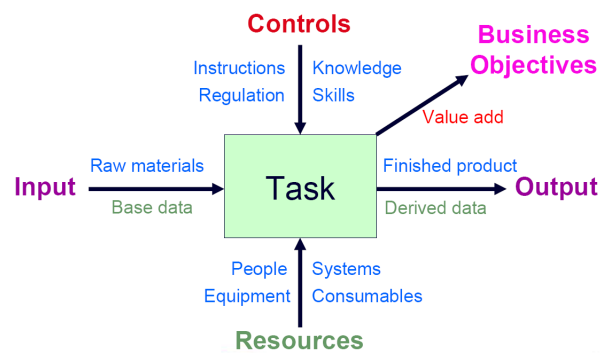 Controls
Business
Objectives
Instructions
Knowledge
Regulation
Skills
Value add
Raw materials
Finished product
Input
Task
Output
Base data
Derived data
People
Systems
Equipment
Consumables
Resources